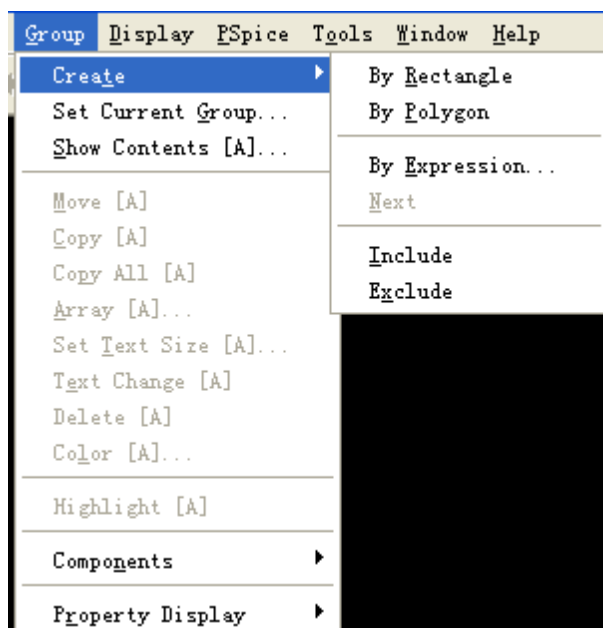 Group Display PSpice Tools Window Help
Create
Set Current Group...
Show Contents [A]...
Move [A]
Copy [A]
Copy All [A]
Array [A]...
Set Text Size [A]...
Text Change [A]
Delete [A]
Color [A]...
Highlight [A]
Components
Property Display
By Rectangle
By Polygon
By Expression...
Next
Include
Exclude